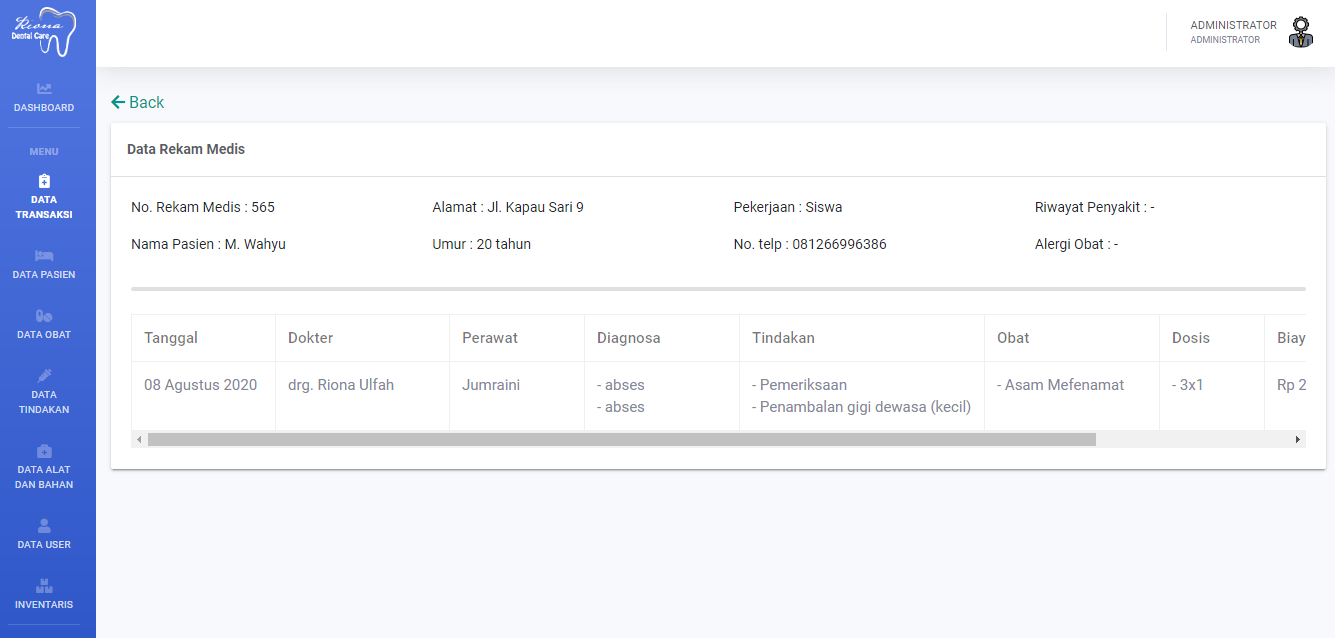 Riona
Dental Care
ADMINISTRATOR
ADMINISTRATOR
DASHBOARD
MENU
DATA
TRANSAKSI
DATA PASIEN
DATA OBAT
DATA
TINDAKAN
DATA ALAT
DAN BAHAN
DATA USER
INVENTARIS
Back
Data Rekam Medis
No. Rekam Medis : 565 Alamat : Jl. Kapau Sari 9 Pekerjaan : Siswa Riwayat Penyakit : -
Nama Pasien : M. Wahyu Umur : 20 tahun No. telp : 081266996386 Alergi Obat : -
Tanggal Dokter Perawat Diagnosa Tindakan Obat Dosis Biay
08 Agustus 2020 drg. Riona Ulfah Jumraini - abses - Pemeriksaan - Asam Mefenamat - 3x1 Rp 2
- abses - Penambalan gigi dewasa (kecil)